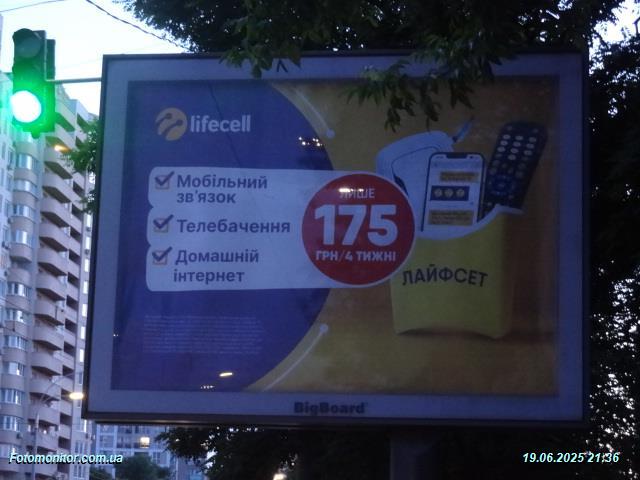 lifecell
Мобільний
зв'язок
Телебачення
Домашній
інтернет
ЛИШЕ
175
ГРН/4 ТИЖНІ
ЛАЙФСЕТ
BigBoard
Fotomonitor.com.ua
19.06.2025 21:36